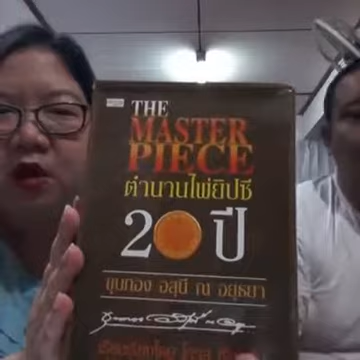 THE
MASTER
PIECE
ตำนานไพ่ยิปซี
20 ปี
ขุนทอง อสุนี ณ อยุธยา